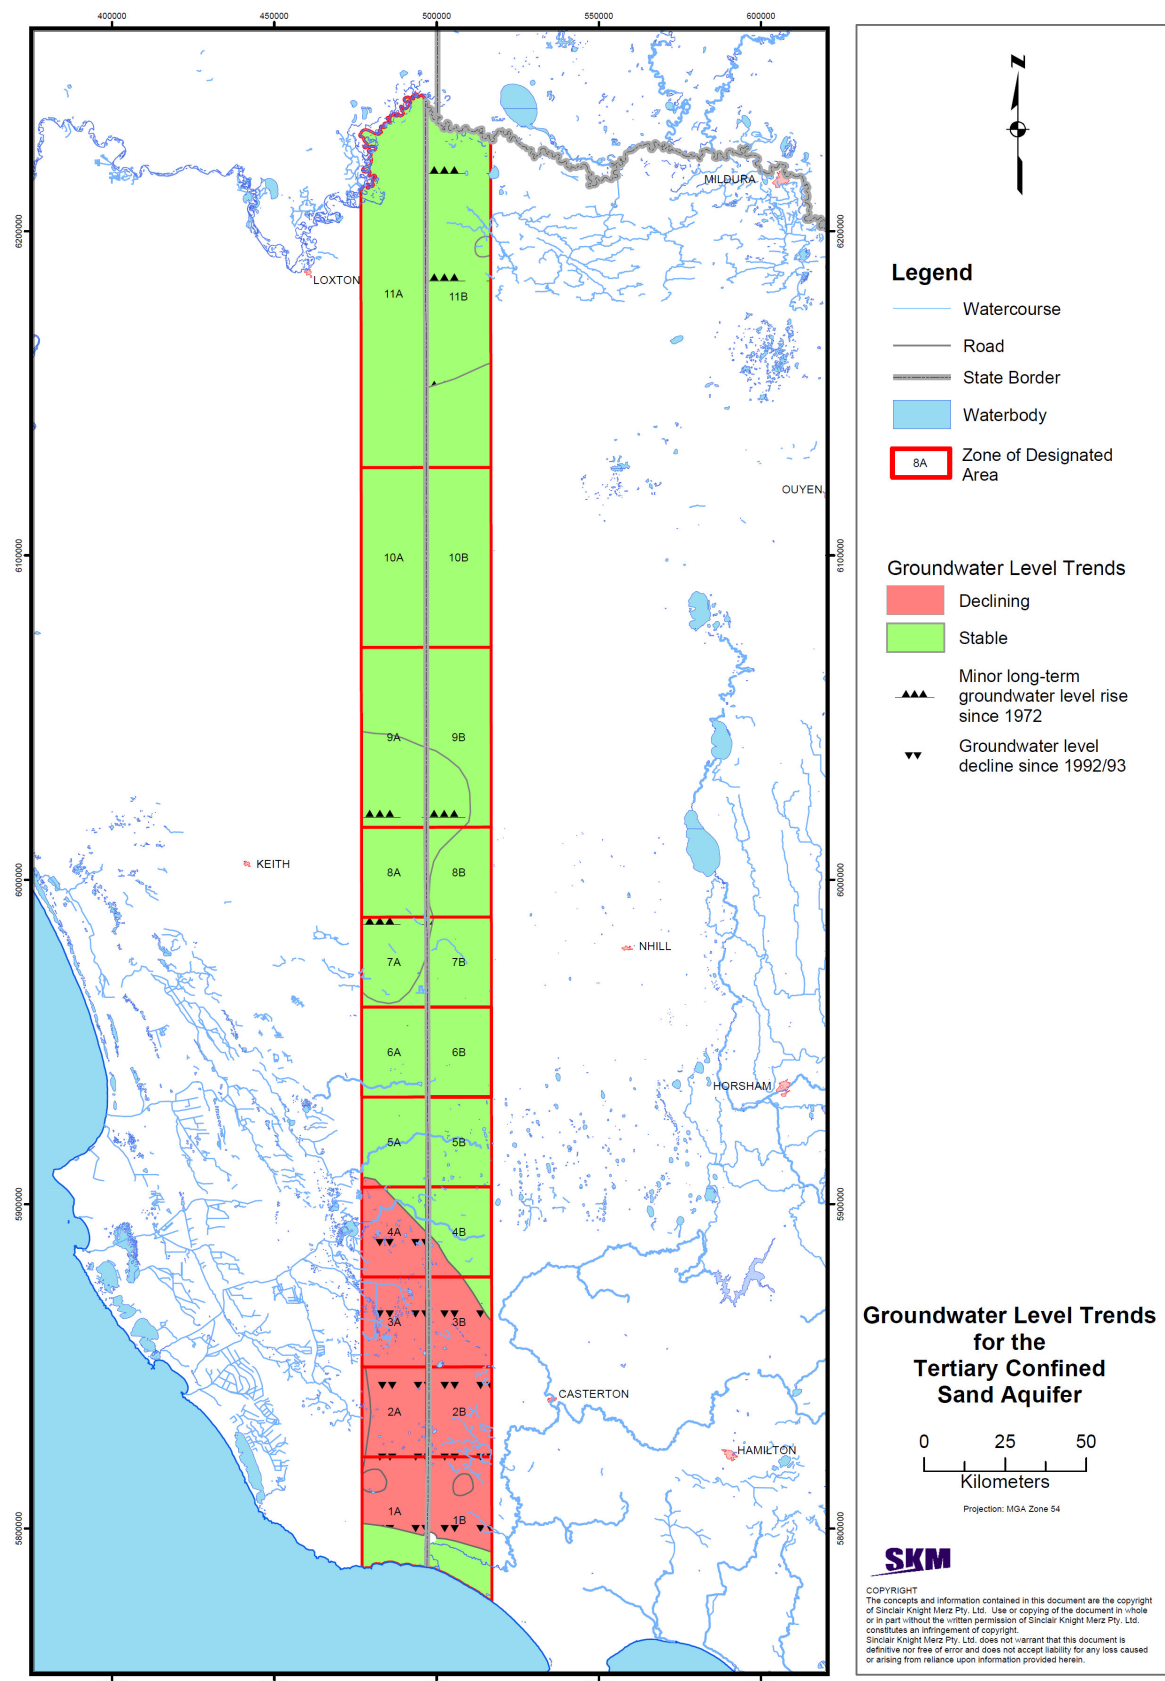 400000
450000
500000
550000
600000
MILDURA
6200000
6200000
LOXTON
11A
11B
OUYEN
6100000
6100000
10A
10B
9A
9B
KEITH
8A
8B
6000000
6000000
NHILL
7A
7B
6A
6B
HORSHAM
5A
5B
5900000
5900000
4A
4B
3A
3B
CASTERTON
2A
2B
HAMILTON
1A
1B
5800000
5800000
N
Legend
Watercourse
Road
State Border
Waterbody
8A
Zone of Designated
Area
Groundwater Level Trends
Declining
Stable
Minor long-term
groundwater level rise
since 1972
Groundwater level
decline since 1992/93
Groundwater Level Trends
for the
Tertiary Confined
Sand Aquifer
0 25 50
Kilometers
Projection: MGA Zone 54
SKM
COPYRIGHT
The concepts and information contained in this document are the copyright
of Sinclair Knight Merz Pty. Ltd. Use or copying of the document in whole
or in part without the written permission of Sinclair Knight Merz Pty. Ltd.
constitutes an infringement of copyright.
Sinclair Knight Merz Pty. Ltd. does not warrant that this document is
definitive nor free of error and does not accept liability for any loss caused
or arising from reliance upon information provided herein.